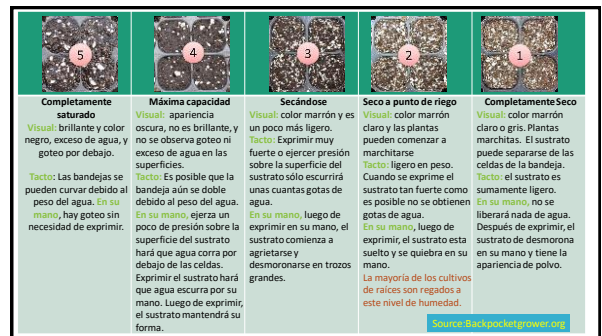 5
4
3
2
1
Completamente
saturado
Visual: brillante y color
negro, exceso de agua, y
goteo por debajo.
Tacto: Las bandejas se
pueden curvar debido al
peso del agua. En su
mano, hay goteo sin
necesidad de exprimir.
Máxima capacidad
Visual: apariencia
oscura, no es brillante, y
no se observa goteo ni
exceso de agua en las
superficies.
Tacto: Es posible que la
bandeja aún se doble
debido al peso del agua.
En su mano, ejerza un
poco de presión sobre la
superficie del sustrato
hará que agua corra por
debajo de las celdas.
Exprimir el sustrato hará
que agua escurra por su
mano. Luego de exprimir,
el sustrato mantendrá su
forma.
Secándose
Visual: color marrón y es
un poco más ligero.
Tacto: Exprimir muy
fuerte o ejercer presión
sobre la superficie del
sustrato sólo escurrirá
unas cuantas gotas de
agua.
En su mano, luego de
exprimir en su mano, el
sustrato comienza a
agrietarse y
desmoronarse en trozos
grandes.
Seco a punto de riego
Visual: color marrón
claro y las plantas
pueden comenzar a
marchitarse
Tacto: ligero en peso.
Cuando se exprime el
sustrato tan fuerte como
es posible no se obtienen
gotas de agua.
En su mano, luego de
exprimir, el sustrato esta
suelto y se quiebra en su
mano.
La mayoría de los cultivos
de raíces son regados a
este nivel de humedad.
Completamente Seco
Visual: color marrón
claro o gris. Plantas
marchitas. El sustrato
puede separarse de las
celdas de la bandeja.
Tacto: el sustrato es
sumamente ligero.
En su mano, no se
liberará nada de agua.
Después de exprimir, el
sustrato de desmorona
en su mano y tiene la
apariencia de polvo.
Source:Backpocketgrower.org